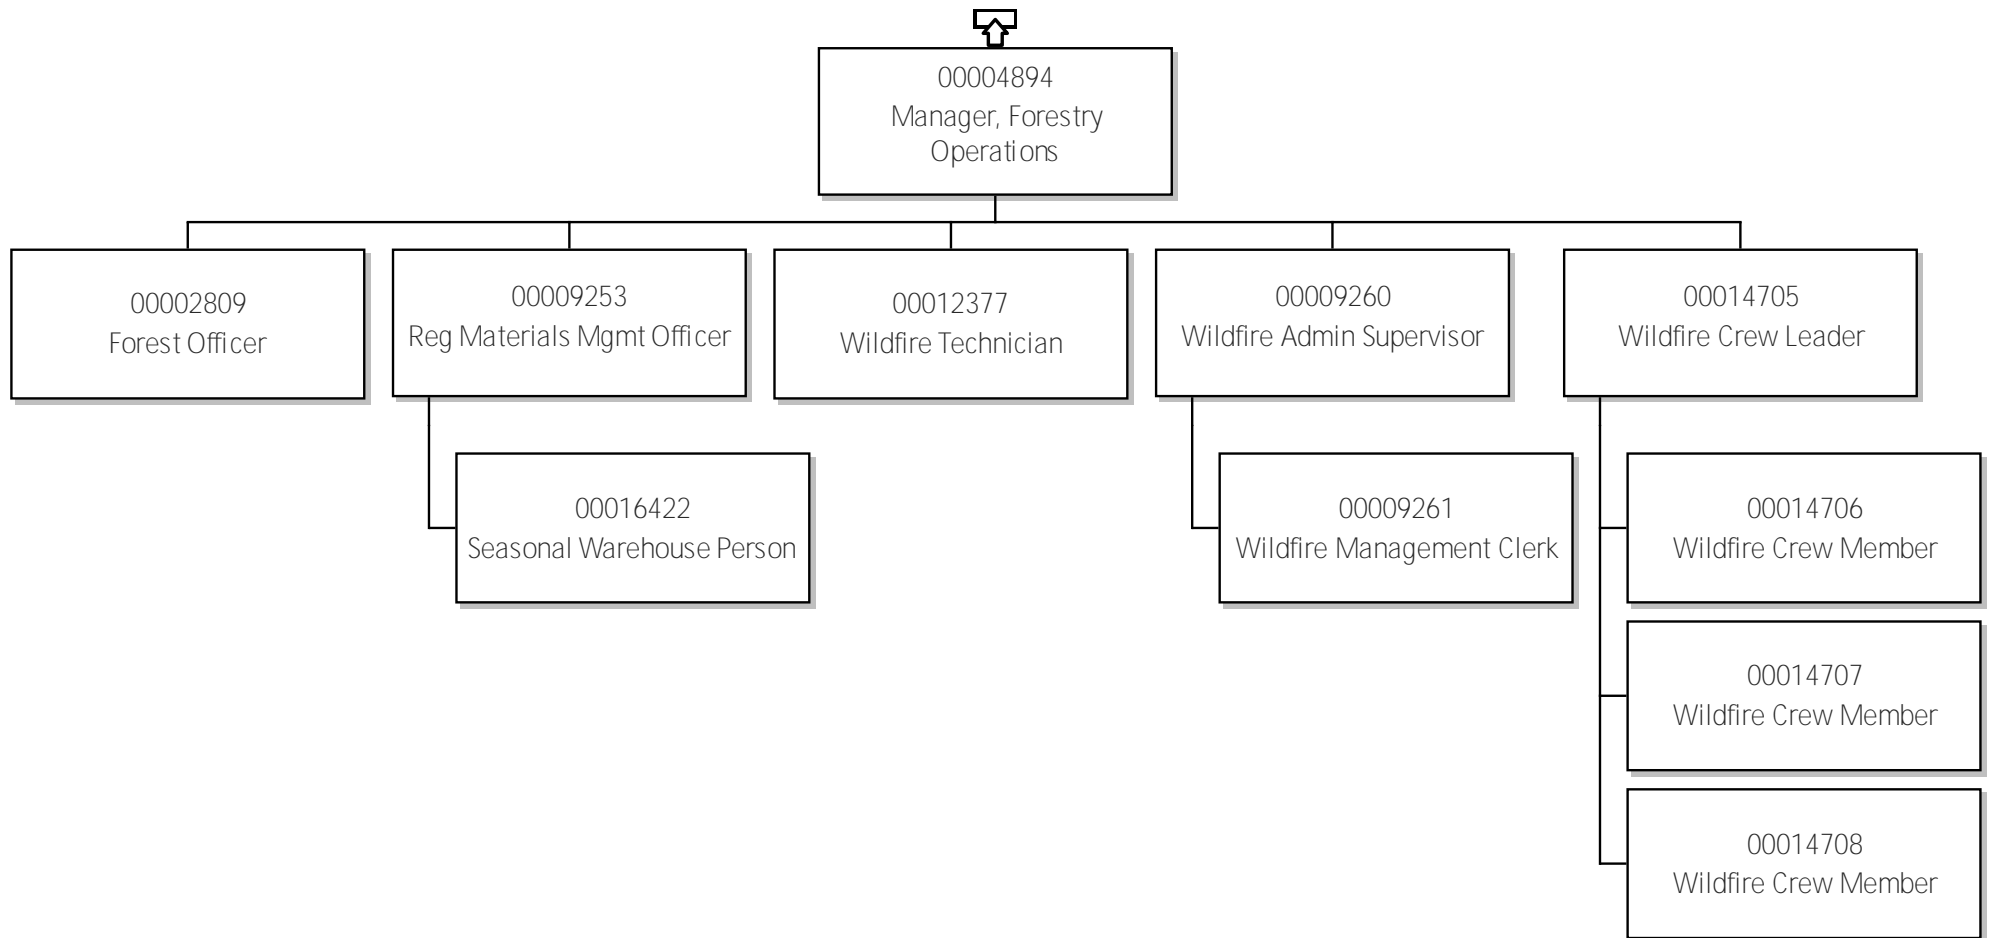 00004894
Manager, Forestry
Operations
00002809
Forest Officer
00009253
Reg Materials Mgmt Officer
00012377
Wildfire Technician
00009260
Wildfire Admin Supervisor
00014705
Wildfire Crew Leader
00016422
Seasonal Warehouse Person
00009261
Wildfire Management Clerk
00014706
Wildfire Crew Member
00014707
Wildfire Crew Member
00014708
Wildfire Crew Member